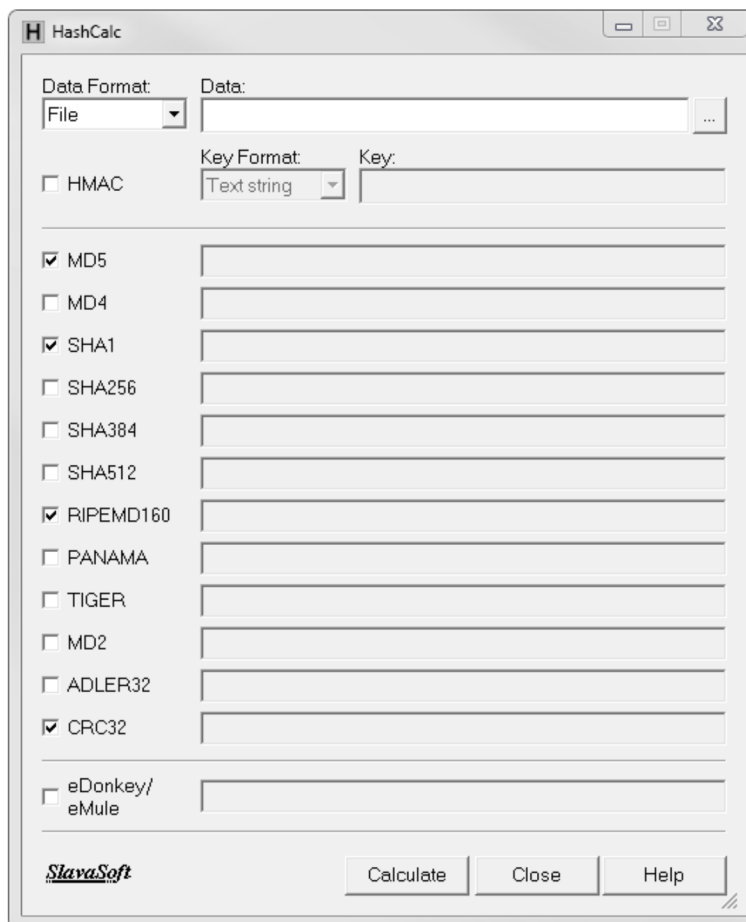 H HashCalc
Data Format: Data:
File ...
Key Format: Key:
HMAC Text string
MD5
MD4
SHA1
SHA256
SHA384
SHA512
RIPEMD160
PANAMA
TIGER
MD2
ADLER32
CRC32
eDonkey/
eMule
SlavaSoft Calculate Close Help